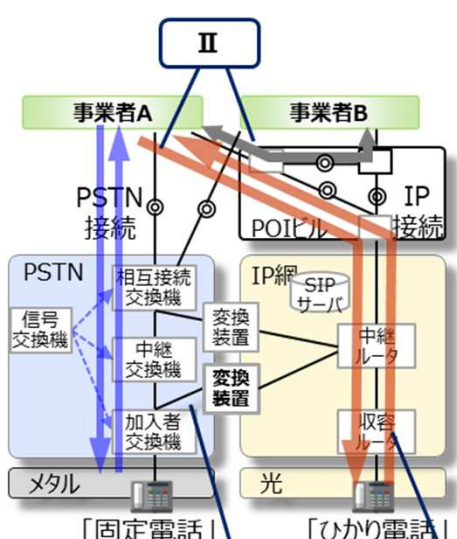 II
事業者A
事業者B
PSTN
接続
IP
接続
POIビル
PSTN
相互接続
交換機
信号
交換機
中継
交換機
加入者
交換機
変換
装置
変換
装置
IP網
SIP
サーバ
中継
ルータ
収容
ルータ
メタル
光
「固定電話」
「ひかり電話」